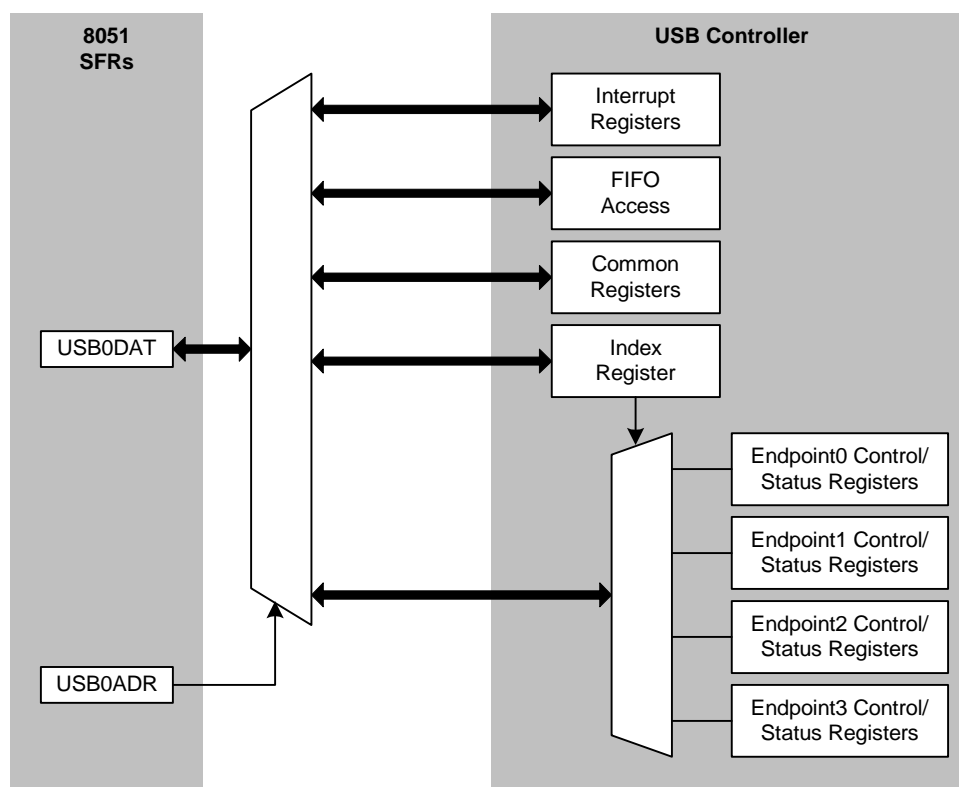 8051
SFRs
USB Controller
Interrupt
Registers
FIFO
Access
Common
Registers
USB0DAT
Index
Register
Endpoint0 Control/
Status Registers
Endpoint1 Control/
Status Registers
Endpoint2 Control/
Status Registers
USB0ADR
Endpoint3 Control/
Status Registers